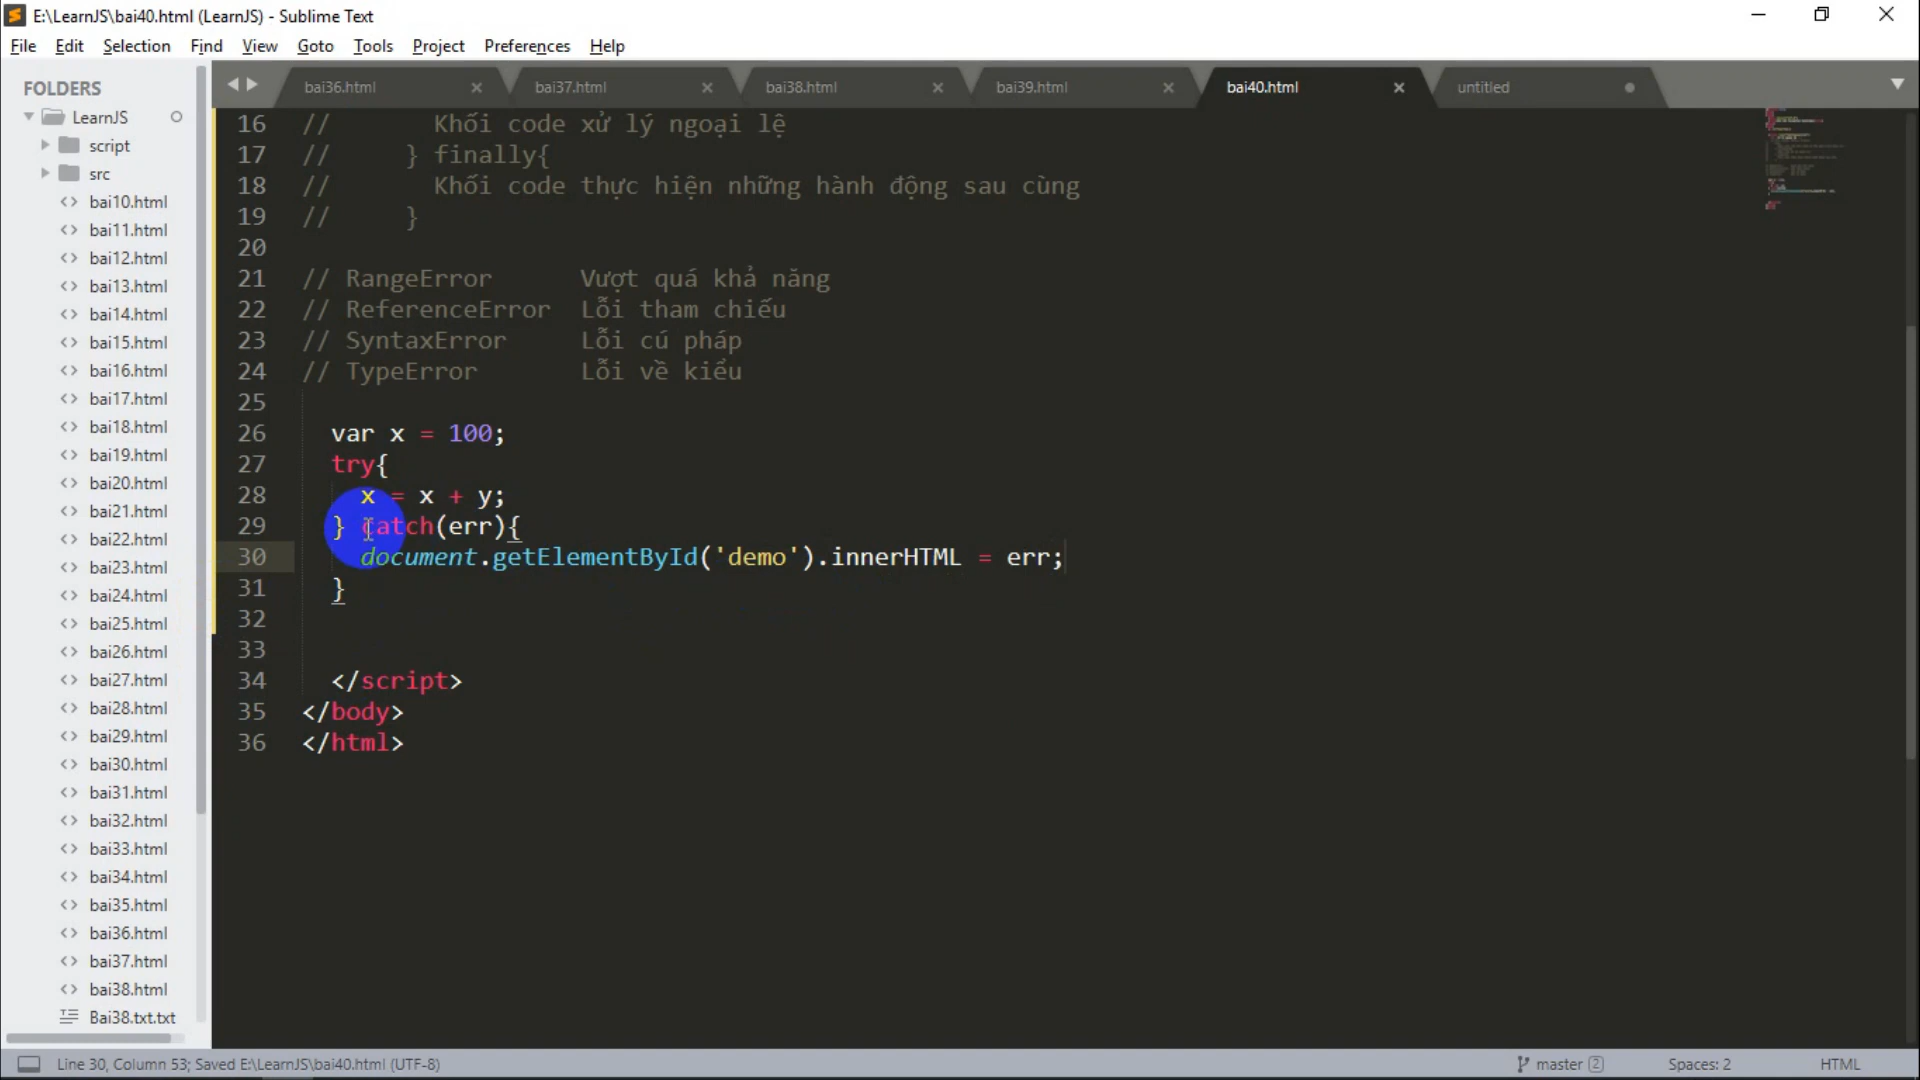 E:\LearnJS\bai40.html (LearnJS) - Sublime Text
File Edit Selection Find View Goto Tools Project Preferences Help
FOLDERS
LearnJS
script
src
bai10.html
bai11.html
bai12.html
bai13.html
bai14.html
bai15.html
bai16.html
bai17.html
bai18.html
bai19.html
bai20.html
bai21.html
bai22.html
bai23.html
bai24.html
bai25.html
bai26.html
bai27.html
bai28.html
bai29.html
bai30.html
bai31.html
bai32.html
bai33.html
bai34.html
bai35.html
bai36.html
bai37.html
bai38.html
Bai38.txt.txt
bai36.html bai37.html bai38.html bai39.html bai40.html untitled
16 // Khối code xử lý ngoại lệ
17 // } finally{
18 // Khối code thực hiện những hành động sau cùng
19 // }
20
21 // RangeError Vượt quá khả năng
22 // ReferenceError Lỗi tham chiếu
23 // SyntaxError Lỗi cú pháp
24 // TypeError Lỗi về kiểu
25
26 var x = 100;
27 try{
28 x = x + y;
29 } catch(err){
30 document.getElementById('demo').innerHTML = err;
31 }
32
33
34 </script>
35 </body>
36 </html>
Line 30, Column 53; Saved E:\LearnJS\bai40.html (UTF-8) master 2 Spaces: 2 HTML